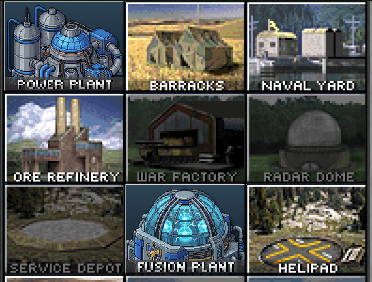 POWER PLANT
BARRACKS
NAVAL YARD
ORE REFINERY
WAR FACTORY
RADAR DOME
SERVICE DEPOT
FUSION PLANT
HELIPAD